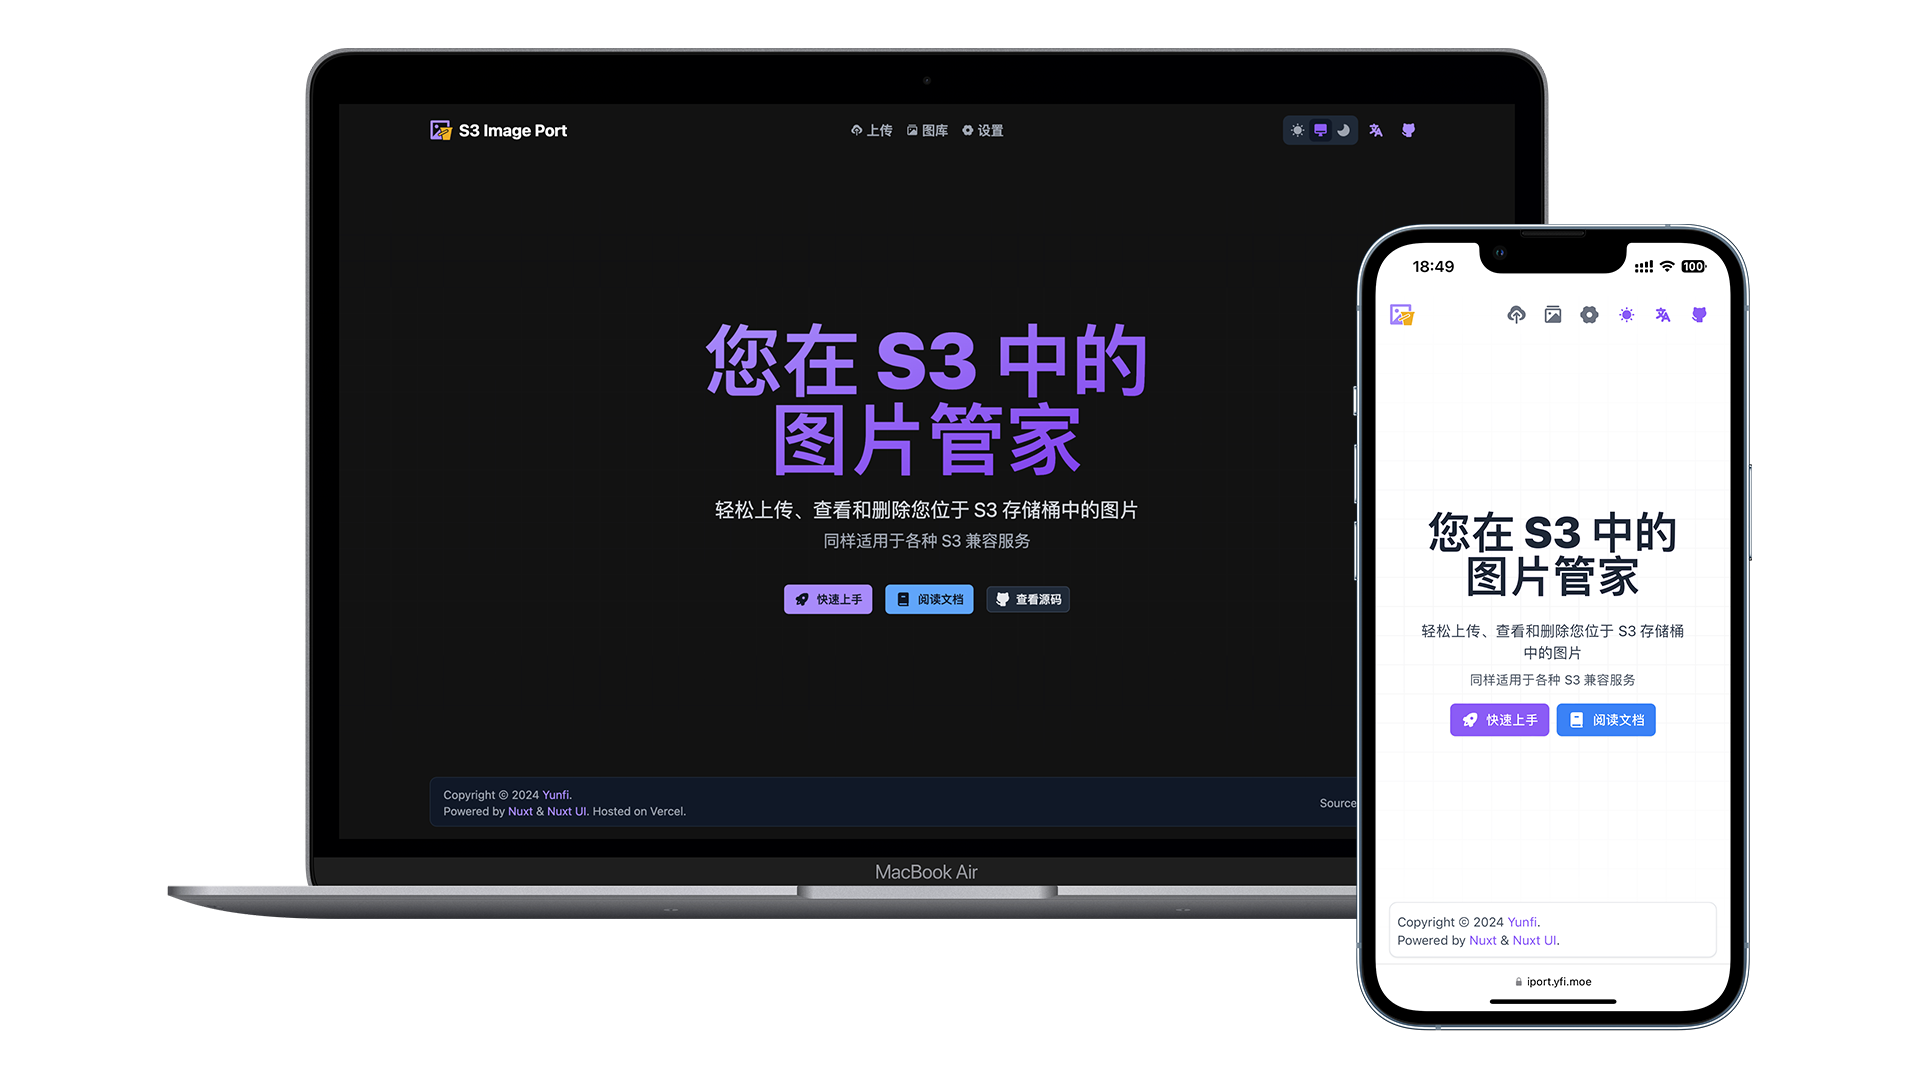 S3 Image Port
上传 图库 设置
您在 S3 中的
图片管家
轻松上传、查看和删除您位于 S3 存储桶中的图片
同样适用于各种 S3 兼容服务
快速上手 阅读文档 查看源码
Copyright © 2024 Yunfi.
Powered by Nuxt & Nuxt UI. Hosted on Vercel.
Source
MacBook Air
18:49
100
您在 S3 中的
图片管家
轻松上传、查看和删除您位于 S3 存储桶
中的图片
同样适用于各种 S3 兼容服务
快速上手 阅读文档
Copyright © 2024 Yunfi.
Powered by Nuxt & Nuxt UI.
iport.yfi.moe